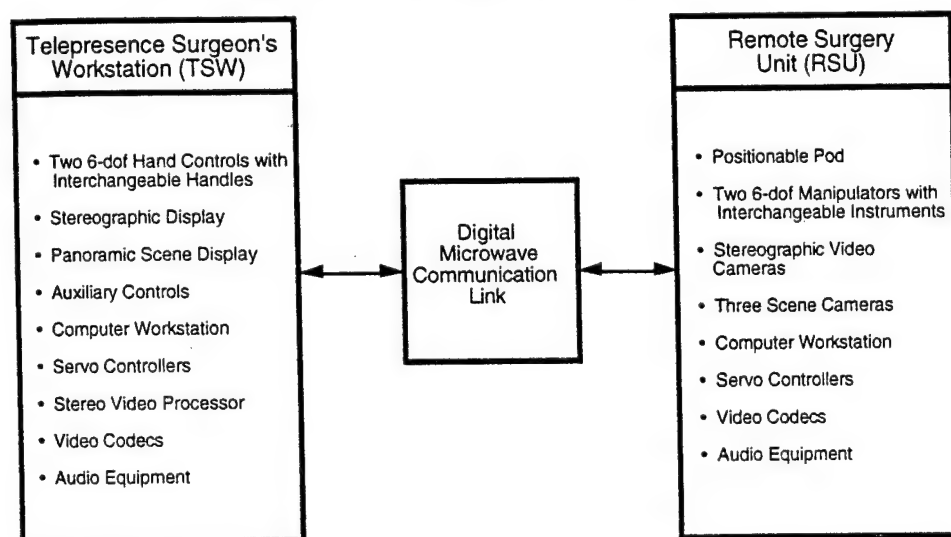 Telepresence Surgeon's
Workstation (TSW)
• Two 6-dof Hand Controls with
Interchangeable Handles
• Stereographic Display
• Panoramic Scene Display
• Auxiliary Controls
• Computer Workstation
• Servo Controllers
• Stereo Video Processor
• Video Codecs
• Audio Equipment
Digital
Microwave
Communication
Link
Remote Surgery
Unit (RSU)
• Positionable Pod
• Two 6-dof Manipulators with
Interchangeable Instruments
• Stereographic Video
Cameras
• Three Scene Cameras
• Computer Workstation
• Servo Controllers
• Video Codecs
• Audio Equipment